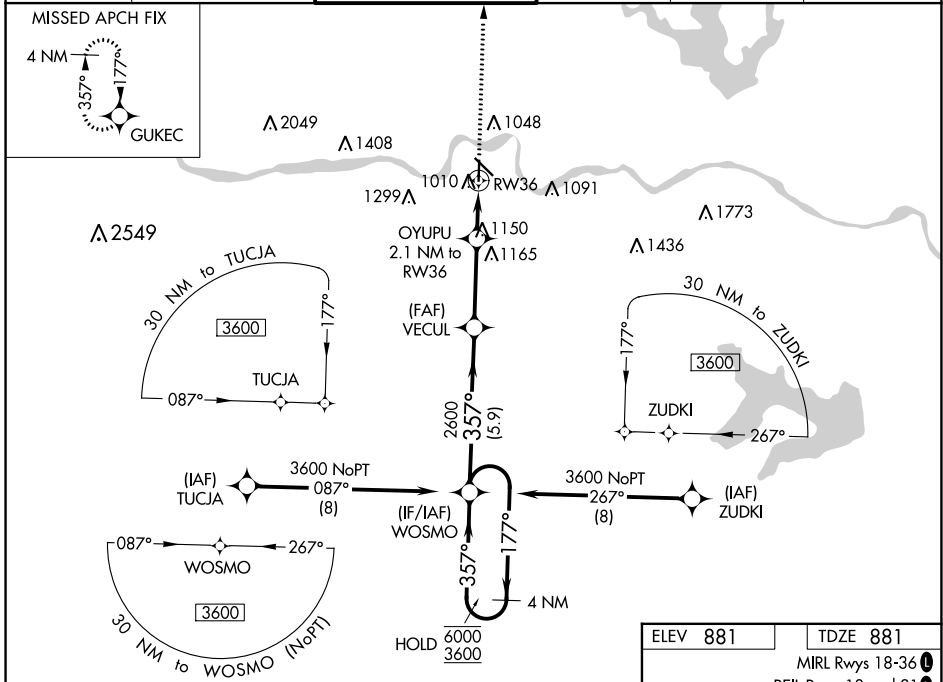 MISSED APCH FIX
4 NM
357°
177°
GUKEC
2049
1408
1048
1299
1010
RW36
1091
2549
OYUPU
2.1 NM to
RW36
1150
1165
1773
1436
30 NM to TUCJA
3600
177°
TUCJA
087°
(FAF)
VECUL
30 NM to ZUDKI
177°
3600
ZUDKI
267°
2600
357°
(5.9)
(IAF)
TUCJA
3600 NoPT
087°
(8)
(IF/IAF)
WOSMO
3600 NoPT
267°
(8)
(IAF)
ZUDKI
087°
267°
WOSMO
3600
30 NM to WOSMO (NoPT)
357°
177°
4 NM
HOLD
6000
3600
ELEV 881
TDZE 881
MIRL Rwys 18-36 L